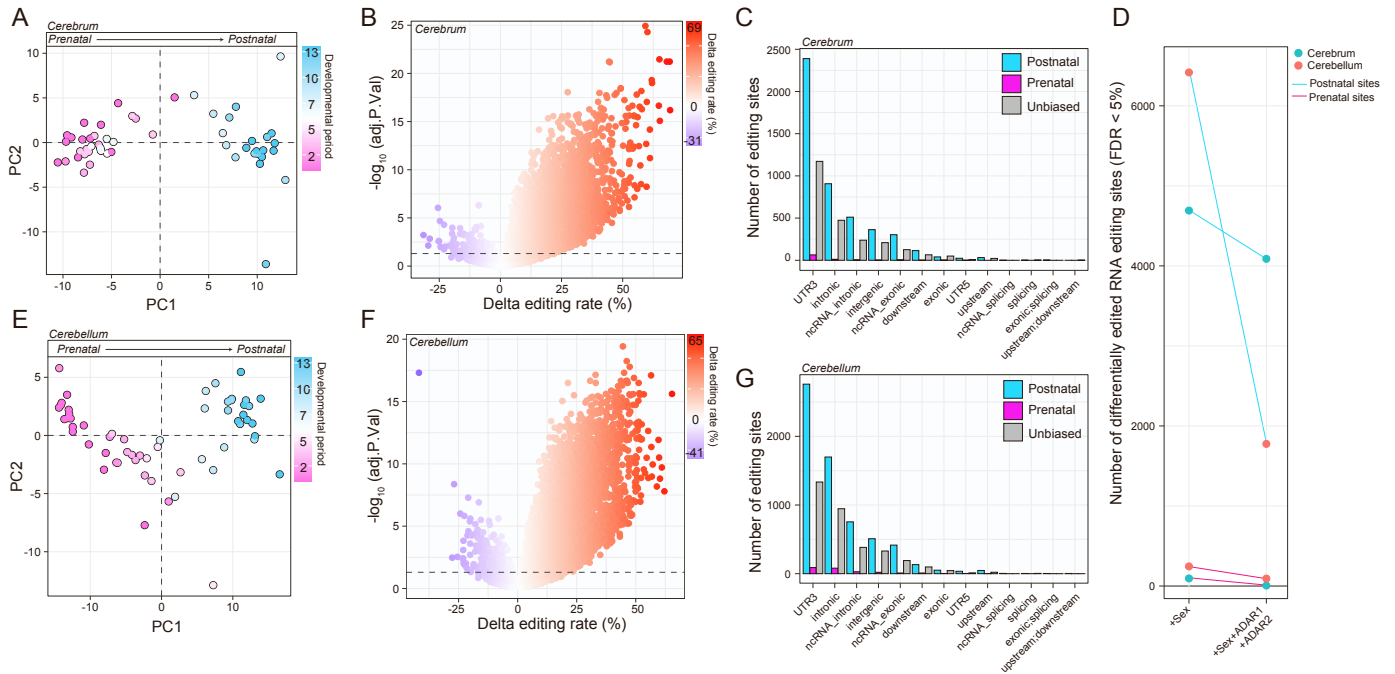 A
Cerebrum
Prenatal
Postnatal
10
5
0
-5
-10
PC2
-10
-5
0
5
10
PC1
13
10
7
5
2
Developmental period
B
Cerebrum
25
20
15
10
5
0
-log10 (adj.P.Val)
-25
0
25
50
Delta editing rate (%)
69
0
-31
Delta editing rate (%)
C
Cerebrum
2500
2000
1500
1000
500
0
Number of editing sites
Postnatal
Prenatal
Unbiased
UTR3
intronic
ncRNA_intronic
intergenic
ncRNA_exonic
downstream
exonic
UTR5
upstream
ncRNA_splicing
splicing
exonic;splicing
upstream;downstream
D
6000
4000
2000
0
Number of differentially edited RNA editing sites (FDR < 5%)
+Sex
+Sex+ADAR1
+ADAR2
Cerebrum
Cerebellum
Postnatal sites
Prenatal sites
E
Cerebellum
Prenatal
Postnatal
5
0
-5
-10
PC2
-10
0
10
PC1
13
10
7
5
2
Developmental period
F
Cerebellum
20
15
10
5
0
-log10 (adj.P.Val)
-25
0
25
50
Delta editing rate (%)
65
0
-41
Delta editing rate (%)
G
Cerebellum
2000
1000
0
Number of editing sites
Postnatal
Prenatal
Unbiased
UTR3
intronic
ncRNA_intronic
intergenic
ncRNA_exonic
downstream
exonic
UTR5
upstream
ncRNA_splicing
splicing
exonic;splicing
upstream;downstream